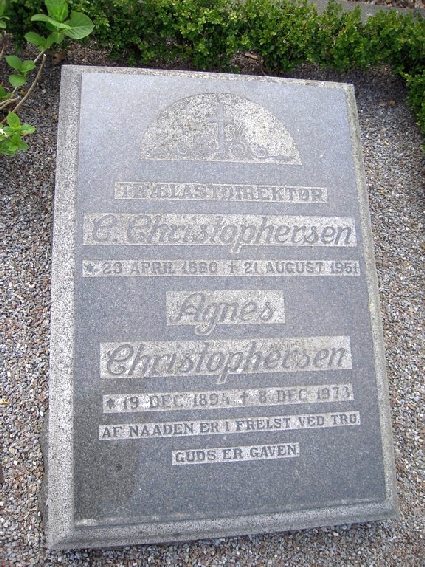 TRÆLASTDIREKTØR
C. Christophersen
* 23 APRIL 1880 † 21 AUGUST 1951
Agnes
Christophersen
* 19 DEC † 8 DEC 1973
AF NAADEN ER I FRELST VED TRO.
GUDS ER GAVEN.